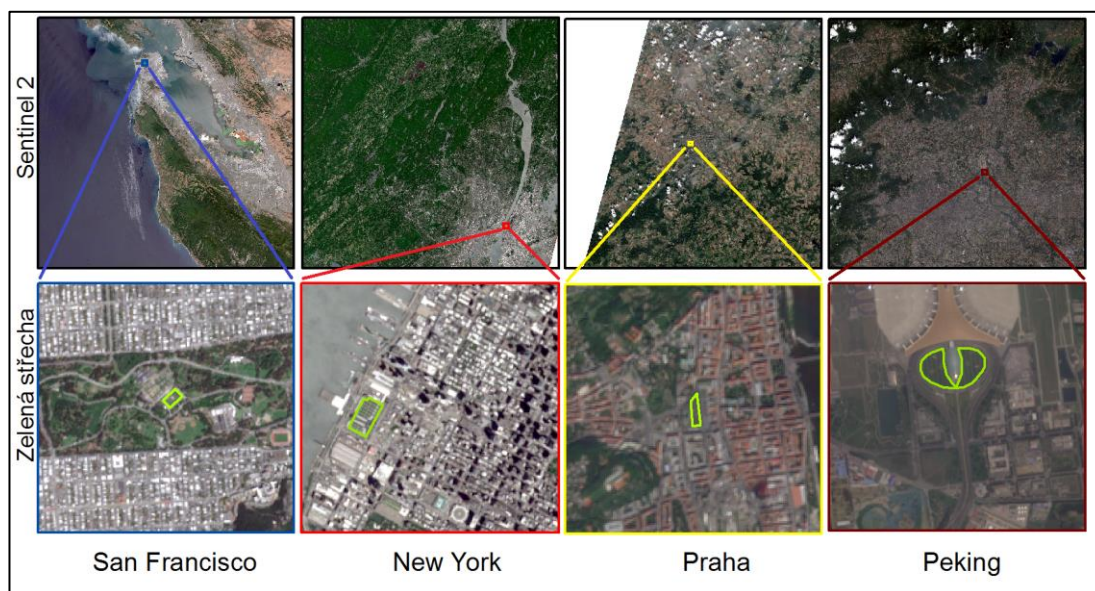 Sentinel 2
Zelená střecha
San Francisco
New York
Praha
Peking